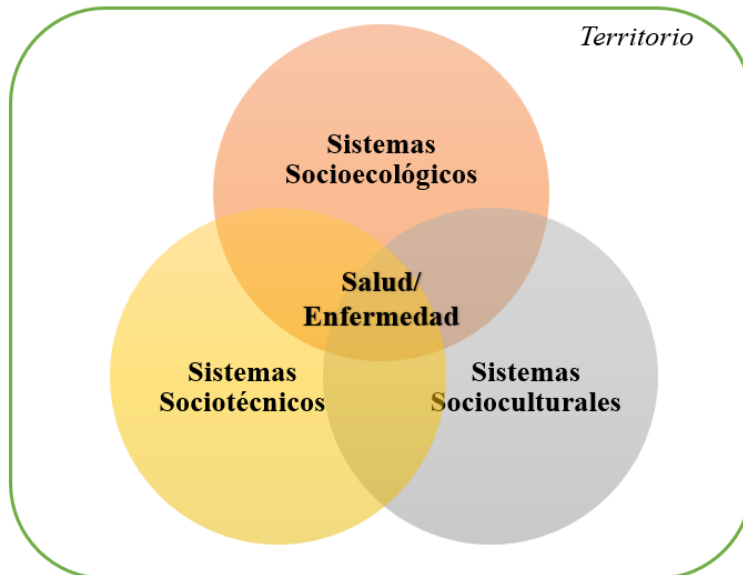 Territorio
Sistemas
Socioecológicos
Salud/
Enfermedad
Sistemas
Sociotécnicos
Sistemas
Socioculturales